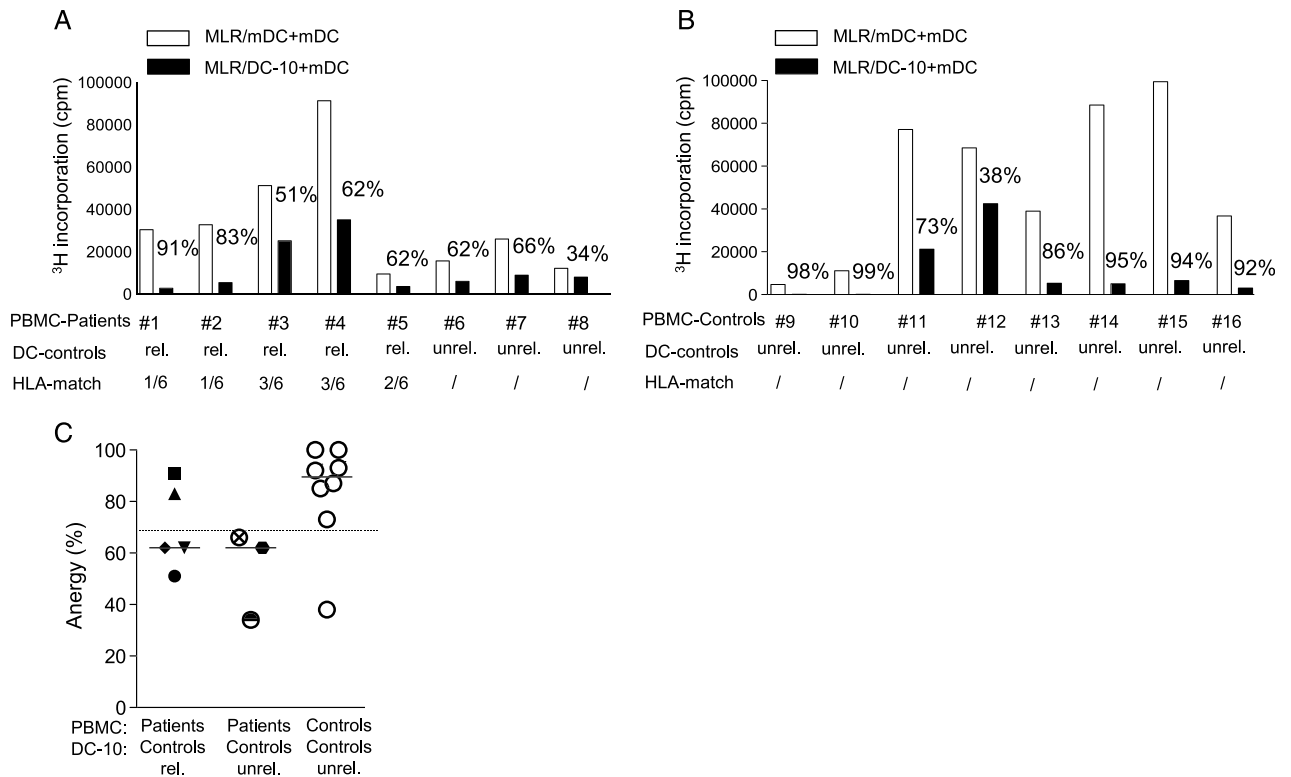 A
MLR/mDC+mDC
MLR/DC-10+mDC
³H incorporation (cpm)
100000
80000
60000
40000
20000
0
91%
83%
51%
62%
62%
62%
66%
34%
PBMC-Patients #1 #2 #3 #4 #5 #6 #7 #8
DC-controls rel. rel. rel. rel. rel. unrel. unrel. unrel.
HLA-match 1/6 1/6 3/6 3/6 2/6 / / /
B
MLR/mDC+mDC
MLR/DC-10+mDC
³H incorporation (cpm)
100000
80000
60000
40000
20000
0
98%
99%
73%
38%
86%
95%
94%
92%
PBMC-Controls #9 #10 #11 #12 #13 #14 #15 #16
DC-controls unrel. unrel. unrel. unrel. unrel. unrel. unrel. unrel.
HLA-match / / / / / / / /
C
Anergy (%)
100
80
60
40
20
0
PBMC: Patients Patients Controls
DC-10: Controls Controls Controls
rel. unrel. unrel.